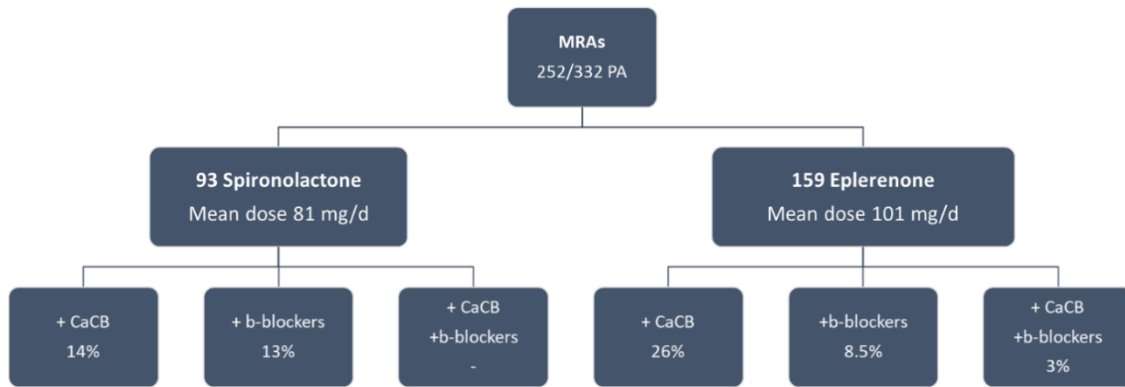 MRAs
252/332 PA
93 Spironolactone
Mean dose 81 mg/d
159 Eplerenone
Mean dose 101 mg/d
+ CaCB
14%
+ b-blockers
13%
+ CaCB
+b-blockers
-
+ CaCB
26%
+b-blockers
8.5%
+ CaCB
+b-blockers
3%